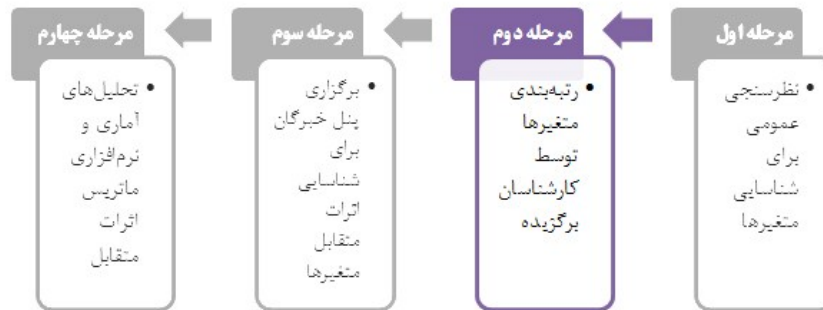 مرحله اول
• نظرسنجی
عمومی
برای
شناسایی
متغیرها
مرحله دوم
• رتبه‌بندی
متغیرها
توسط
کارشناسان
برگزیده
مرحله سوم
• برگزاری
پنل خبرگان
برای
شناسایی
اثرات
متقابل
متغیرها
مرحله چهارم
• تحلیل‌های
آماری و
نرم‌افزاری
ماتریس
اثرات
متقابل